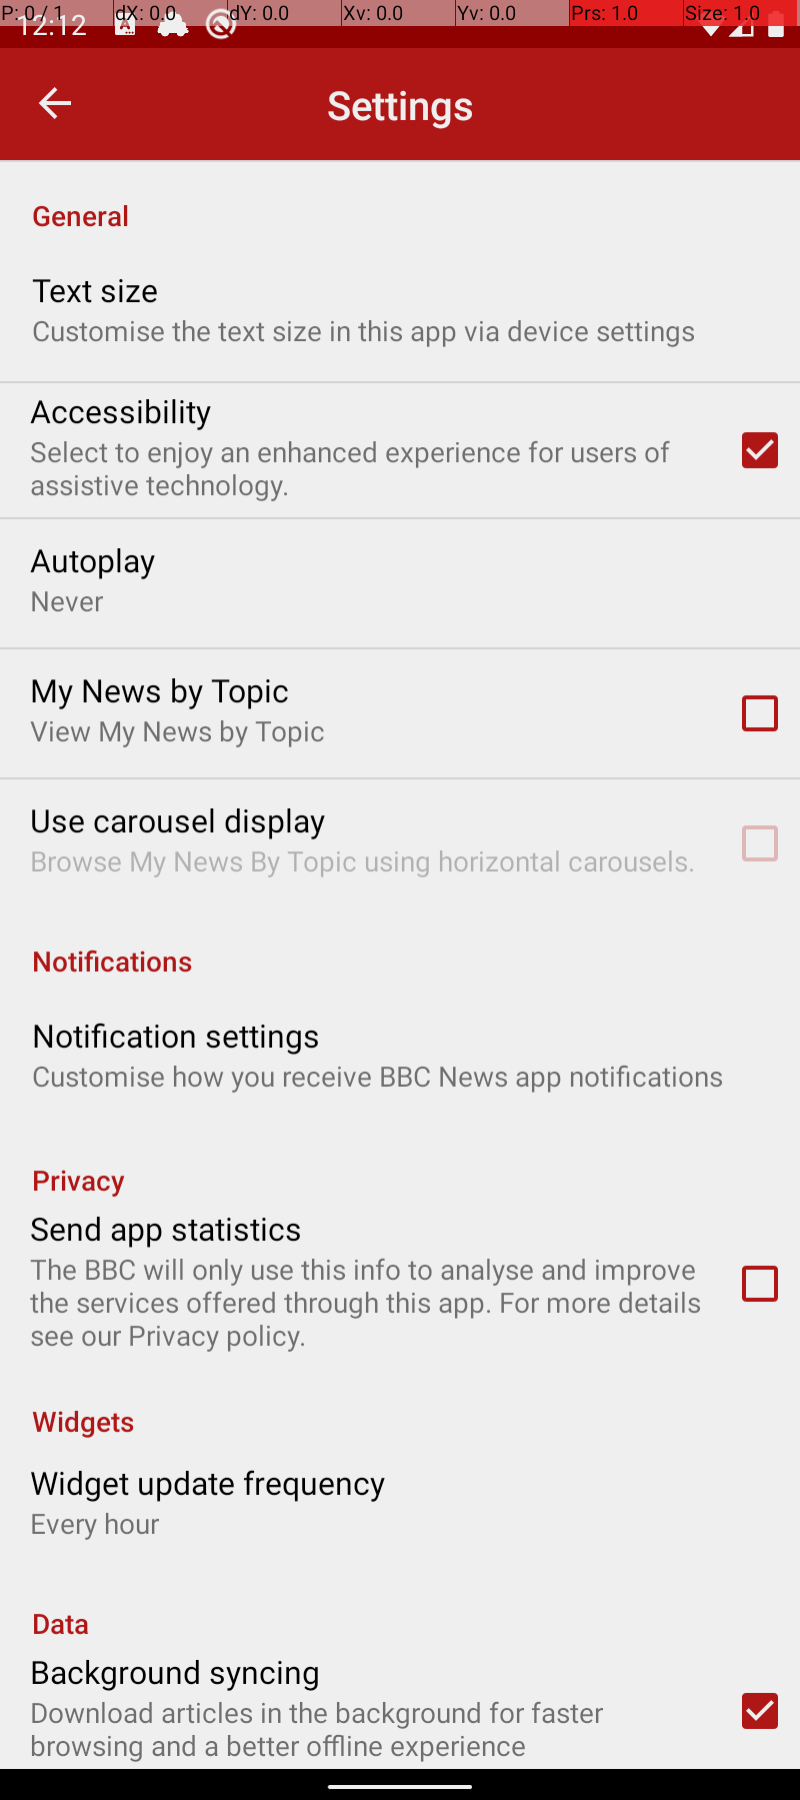 P: 0 / 1 dX: 0.0 dY: 0.0 Xv: 0.0 Yv: 0.0 Prs: 1.0 Size: 1.0
12:12
Settings
General
Text size
Customise the text size in this app via device settings
Accessibility
Select to enjoy an enhanced experience for users of
assistive technology.
Autoplay
Never
My News by Topic
View My News by Topic
Use carousel display
Browse My News By Topic using horizontal carousels.
Notifications
Notification settings
Customise how you receive BBC News app notifications
Privacy
Send app statistics
The BBC will only use this info to analyse and improve
the services offered through this app. For more details
see our Privacy policy.
Widgets
Widget update frequency
Every hour
Data
Background syncing
Download articles in the background for faster
browsing and a better offline experience